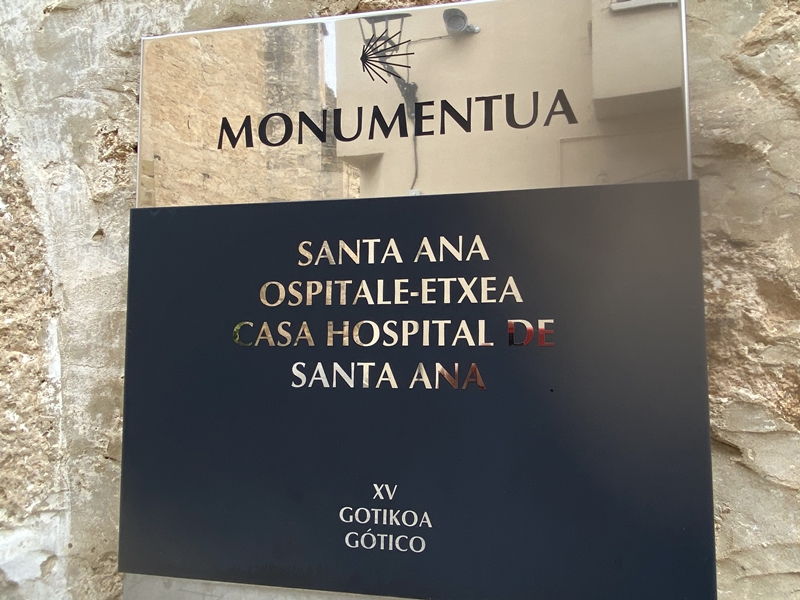 MONUMENTUA
SANTA ANA
OSPITALE-ETXEA
CASA HOSPITAL DE
SANTA ANA
XV
GOTIKOA
GÓTICO